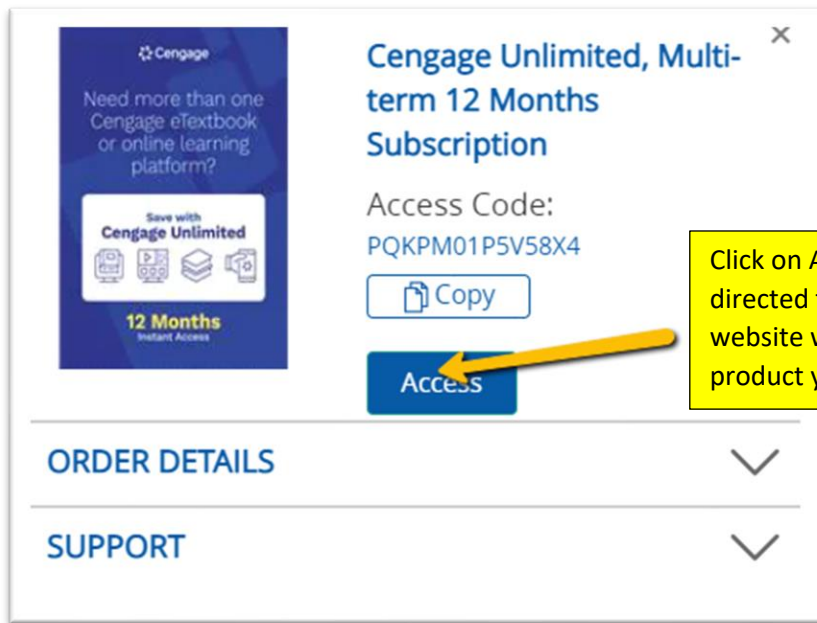 Cengage
Need more than one
Cengage eTextbook
or online learning
platform?
Save with
Cengage Unlimited
12 Months
Instant Access
×
Cengage Unlimited, Multi-
term 12 Months
Subscription
Access Code:
PQKPM01P5V58X4
Copy
Access
Click on A
directed
website
product
ORDER DETAILS
SUPPORT